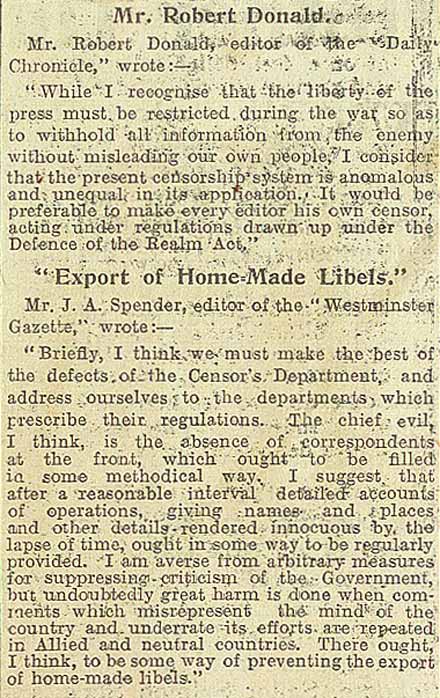 Mr. Robert Donald.
Mr. Robert Donald, editor of the "Daily
Chronicle," wrote:—
"While I recognise that the liberty of the
press must be restricted during the war so as
to withhold all information from the enemy
without misleading our own people, I consider
that the present censorship system is anomalous
and unequal in its application. It would be
preferable to make every editor his own censor,
acting under regulations drawn up under the
Defence of the Realm Act."
"Export of Home-Made Libels."
Mr. J. A. Spender, editor of the "Westminster
Gazette," wrote:—
"Briefly, I think we must make the best of
the defects of the Censor's Department, and
address ourselves to the departments which
prescribe their regulations. The chief evil,
I think, is the absence of correspondents
at the front, which ought to be filled
in some methodical way. I suggest that
after a reasonable interval detailed accounts
of operations, giving names and places
and other details rendered innocuous by the
lapse of time, ought in some way to be regularly
provided. I am averse from arbitrary measures
for suppressing criticism of the Government,
but undoubtedly great harm is done when com-
ments which misrepresent the mind of the
country and underrate its efforts are repeated
in Allied and neutral countries. There ought,
I think, to be some way of preventing the export
of home-made libels."